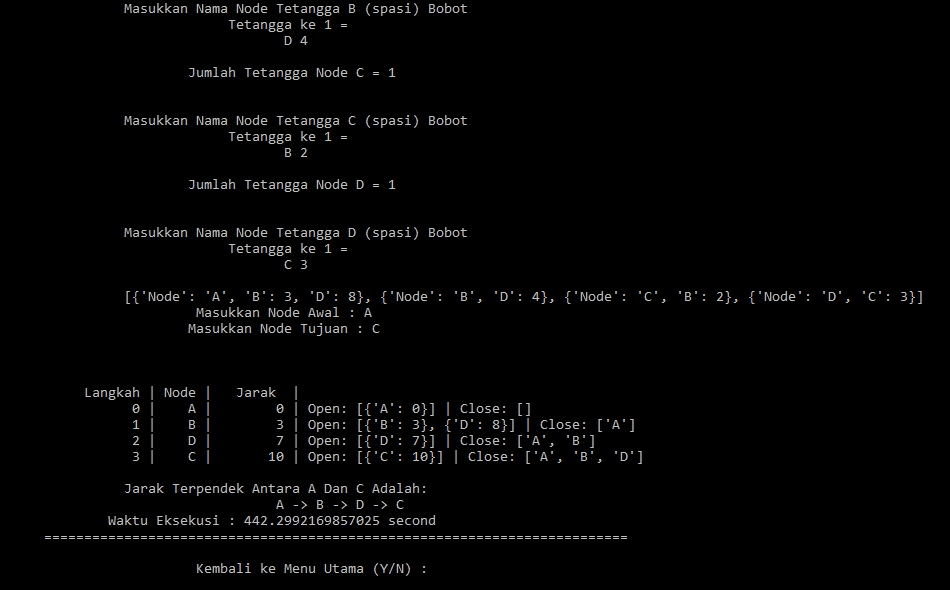 Masukkan Nama Node Tetangga B (spasi) Bobot
Tetangga ke 1 =
D 4
Jumlah Tetangga Node C = 1
Masukkan Nama Node Tetangga C (spasi) Bobot
Tetangga ke 1 =
B 2
Jumlah Tetangga Node D = 1
Masukkan Nama Node Tetangga D (spasi) Bobot
Tetangga ke 1 =
C 3
[{'Node': 'A', 'B': 3, 'D': 8}, {'Node': 'B', 'D': 4}, {'Node': 'C', 'B': 2}, {'Node': 'D', 'C': 3}]
Masukkan Node Awal : A
Masukkan Node Tujuan : C
Langkah | Node | Jarak |
0 | A | 0 | Open: [{'A': 0}] | Close: []
1 | B | 3 | Open: [{'B': 3}, {'D': 8}] | Close: ['A']
2 | D | 7 | Open: [{'D': 7}] | Close: ['A', 'B']
3 | C | 10 | Open: [{'C': 10}] | Close: ['A', 'B', 'D']
Jarak Terpendek Antara A Dan C Adalah:
A -> B -> D -> C
Waktu Eksekusi : 442.2992169857025 second
=========================================================================
Kembali ke Menu Utama (Y/N) :